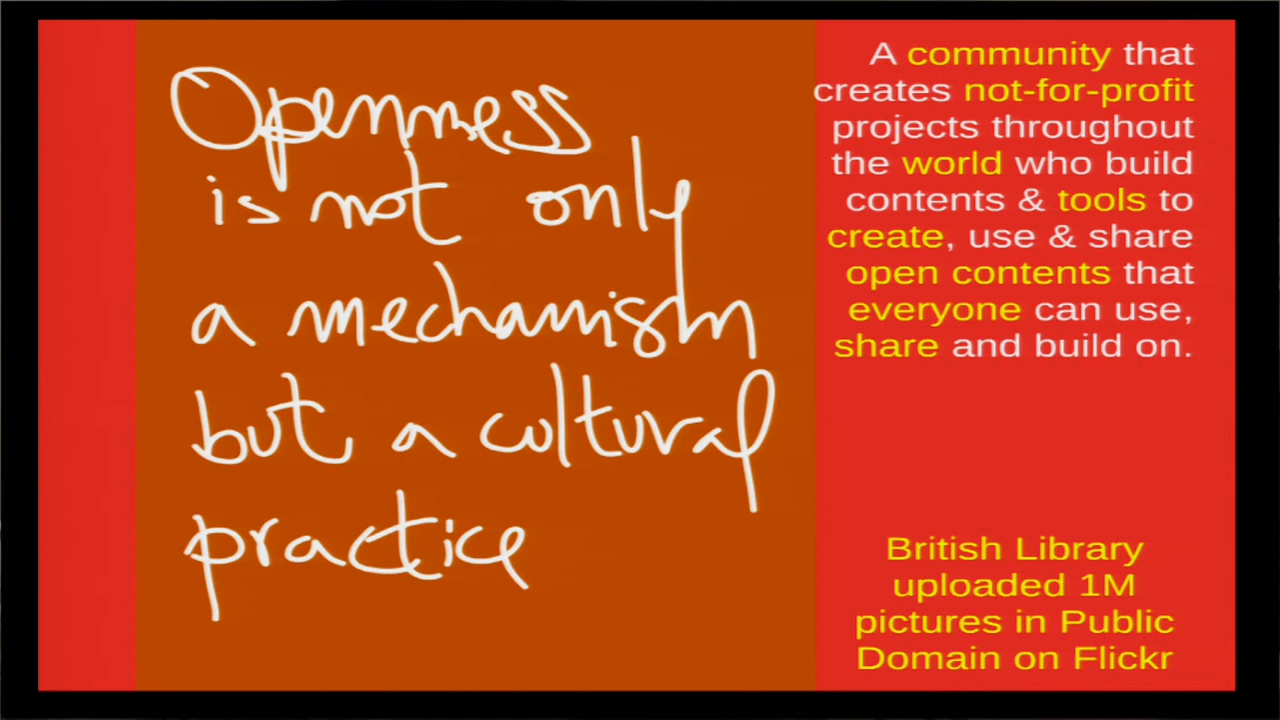 Openness
is not only
a mechanism
but a cultural
practice
A community that
creates not-for-profit
projects throughout
the world who build
contents & tools to
create, use & share
open contents that
everyone can use,
share and build on.
British Library
uploaded 1M
pictures in Public
Domain on Flickr